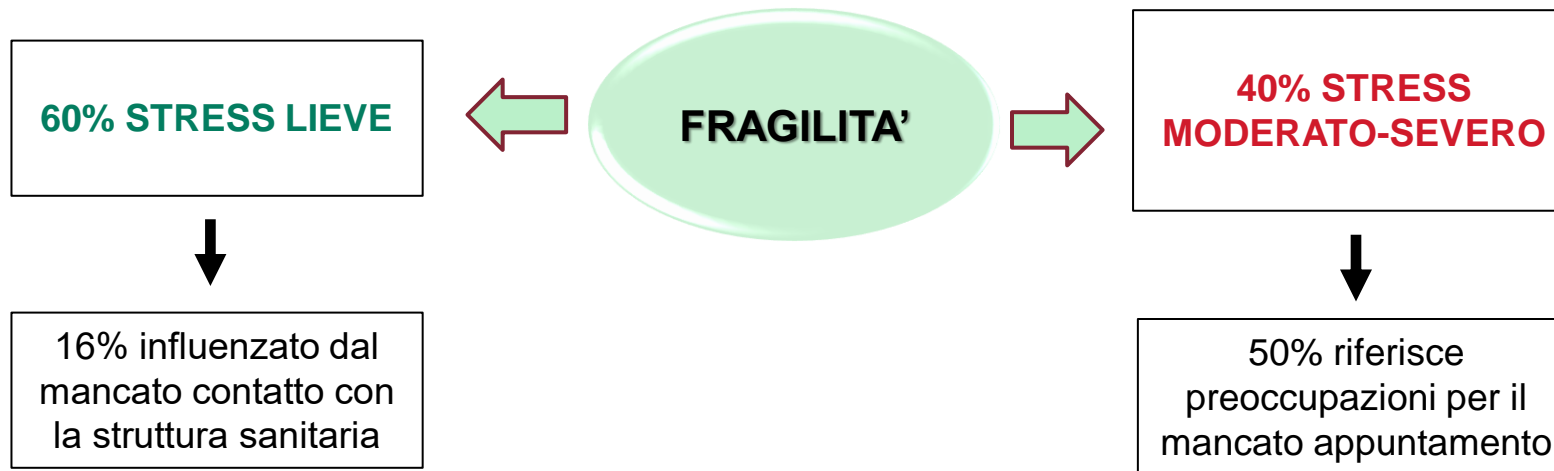 60% STRESS LIEVE
FRAGILITA’
40% STRESS
MODERATO-SEVERO
16% influenzato dal
mancato contatto con
la struttura sanitaria
50% riferisce
preoccupazioni per il
mancato appuntamento